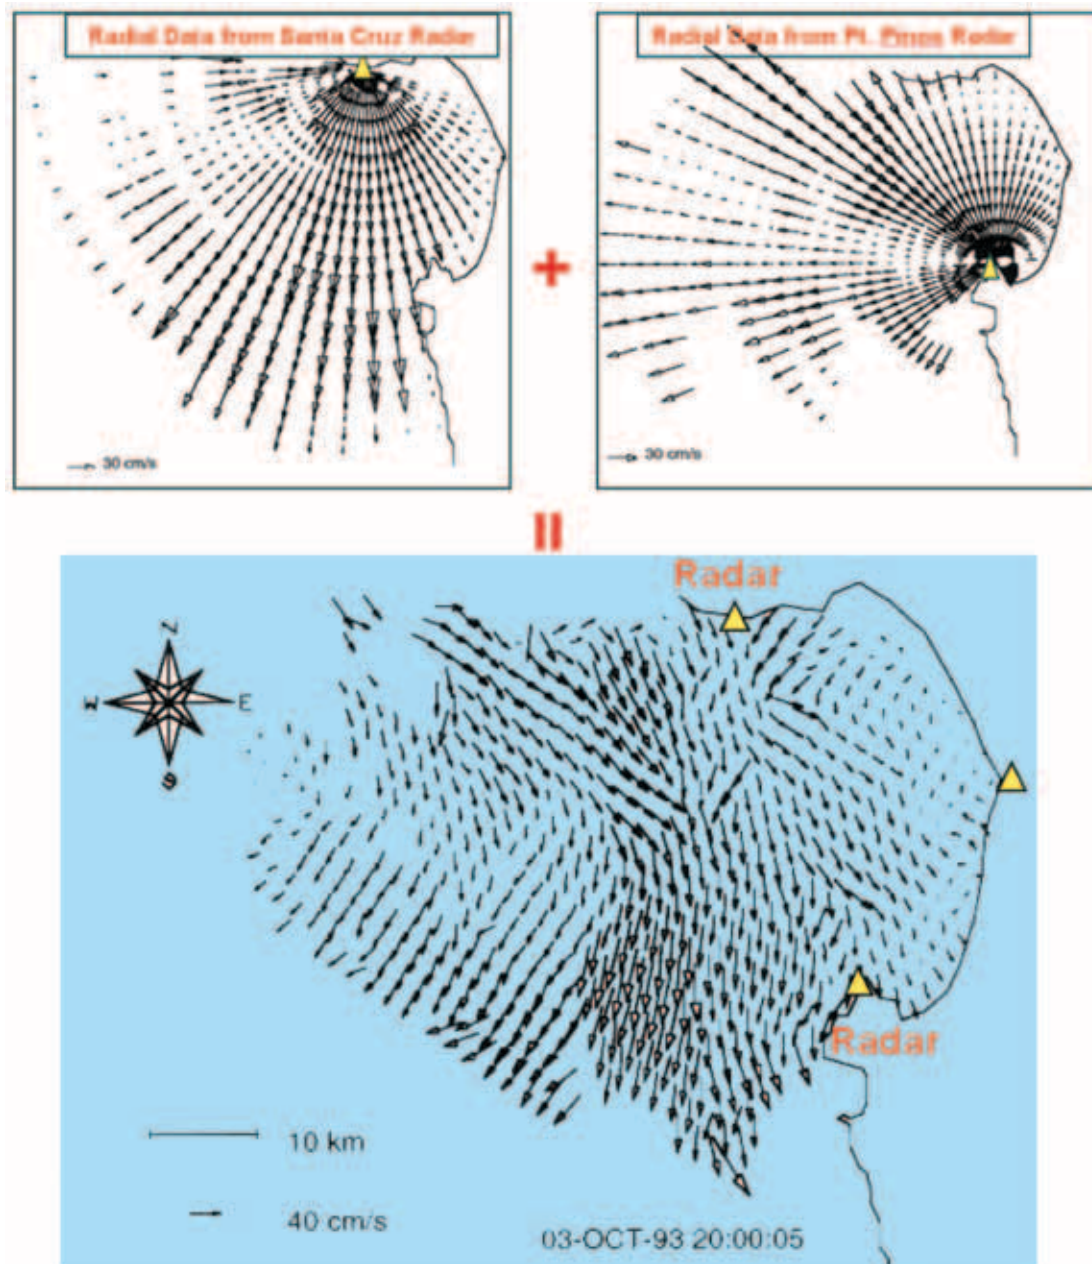 Radial Data from Santa Cruz Radar
Radial Data from Pt. Pinos Radar
30 cm/s
+
30 cm/s
=
Radar
N
W
E
S
Radar
10 km
40 cm/s
03-OCT-93 20:00:05